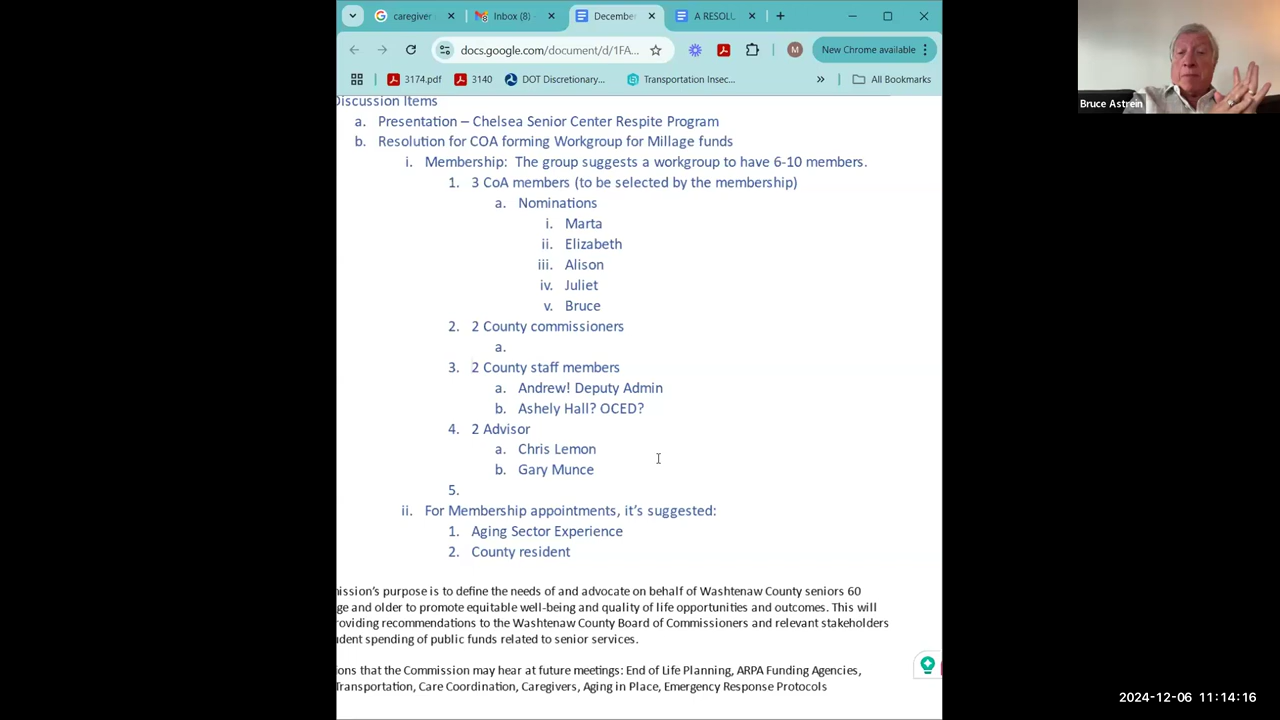 caregiver
Inbox (8)
December
A RESOLU
docs.google.com/document/d/1FA...
M
New Chrome available
3174.pdf
3140
DOT Discretionary...
Transportation Insec...
»
All Bookmarks
Bruce Astrein
Discussion Items
a. Presentation – Chelsea Senior Center Respite Program
b. Resolution for COA forming Workgroup for Millage funds
i. Membership: The group suggests a workgroup to have 6-10 members.
1. 3 CoA members (to be selected by the membership)
a. Nominations
i. Marta
ii. Elizabeth
iii. Alison
iv. Juliet
v. Bruce
2. 2 County commissioners
a.
3. 2 County staff members
a. Andrew! Deputy Admin
b. Ashely Hall? OCED?
4. 2 Advisor
a. Chris Lemon
b. Gary Munce
5.
ii. For Membership appointments, it's suggested:
1. Aging Sector Experience
2. County resident
mission's purpose is to define the needs of and advocate on behalf of Washtenaw County seniors 60
ge and older to promote equitable well-being and quality of life opportunities and outcomes. This will
roviding recommendations to the Washtenaw County Board of Commissioners and relevant stakeholders
udent spending of public funds related to senior services.
ions that the Commission may hear at future meetings: End of Life Planning, ARPA Funding Agencies,
Transportation, Care Coordination, Caregivers, Aging in Place, Emergency Response Protocols
2024-12-06 11:14:16